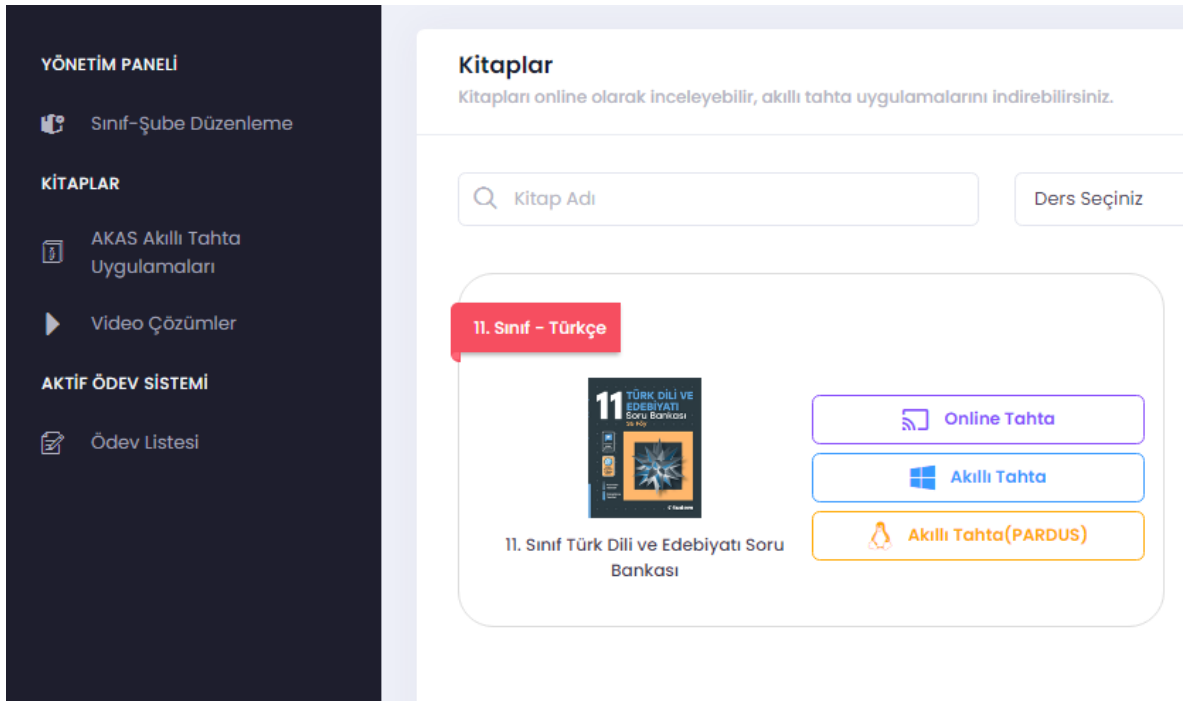 YÖNETİM PANELİ
Sınıf-Şube Düzenleme
KİTAPLAR
AKAS Akıllı Tahta
Uygulamaları
Video Çözümler
AKTİF ÖDEV SİSTEMİ
Ödev Listesi
Kitaplar
Kitapları online olarak inceleyebilir, akıllı tahta uygulamalarını indirebilirsiniz.
Kitap Adı
Ders Seçiniz
11. Sınıf - Türkçe
11 TÜRK DİLİ VE
EDEBİYATI
Soru Bankası
11. Sınıf Türk Dili ve Edebiyatı Soru
Bankası
Online Tahta
Akıllı Tahta
Akıllı Tahta(PARDUS)